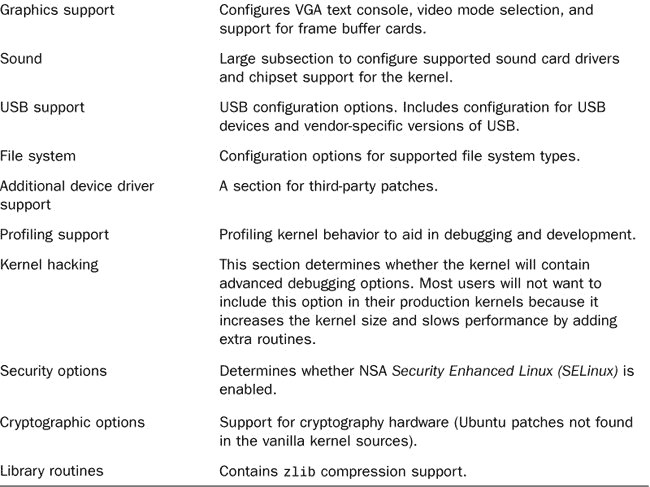 Graphics support
Configures VGA text console, video mode selection, and
support for frame buffer cards.
Sound
Large subsection to configure supported sound card drivers
and chipset support for the kernel.
USB support
USB configuration options. Includes configuration for USB
devices and vendor-specific versions of USB.
File system
Configuration options for supported file system types.
Additional device driver
support
A section for third-party patches.
Profiling support
Profiling kernel behavior to aid in debugging and development.
Kernel hacking
This section determines whether the kernel will contain
advanced debugging options. Most users will not want to
include this option in their production kernels because it
increases the kernel size and slows performance by adding
extra routines.
Security options
Determines whether NSA Security Enhanced Linux (SELinux) is
enabled.
Cryptographic options
Support for cryptography hardware (Ubuntu patches not found
in the vanilla kernel sources).
Library routines
Contains zlib compression support.